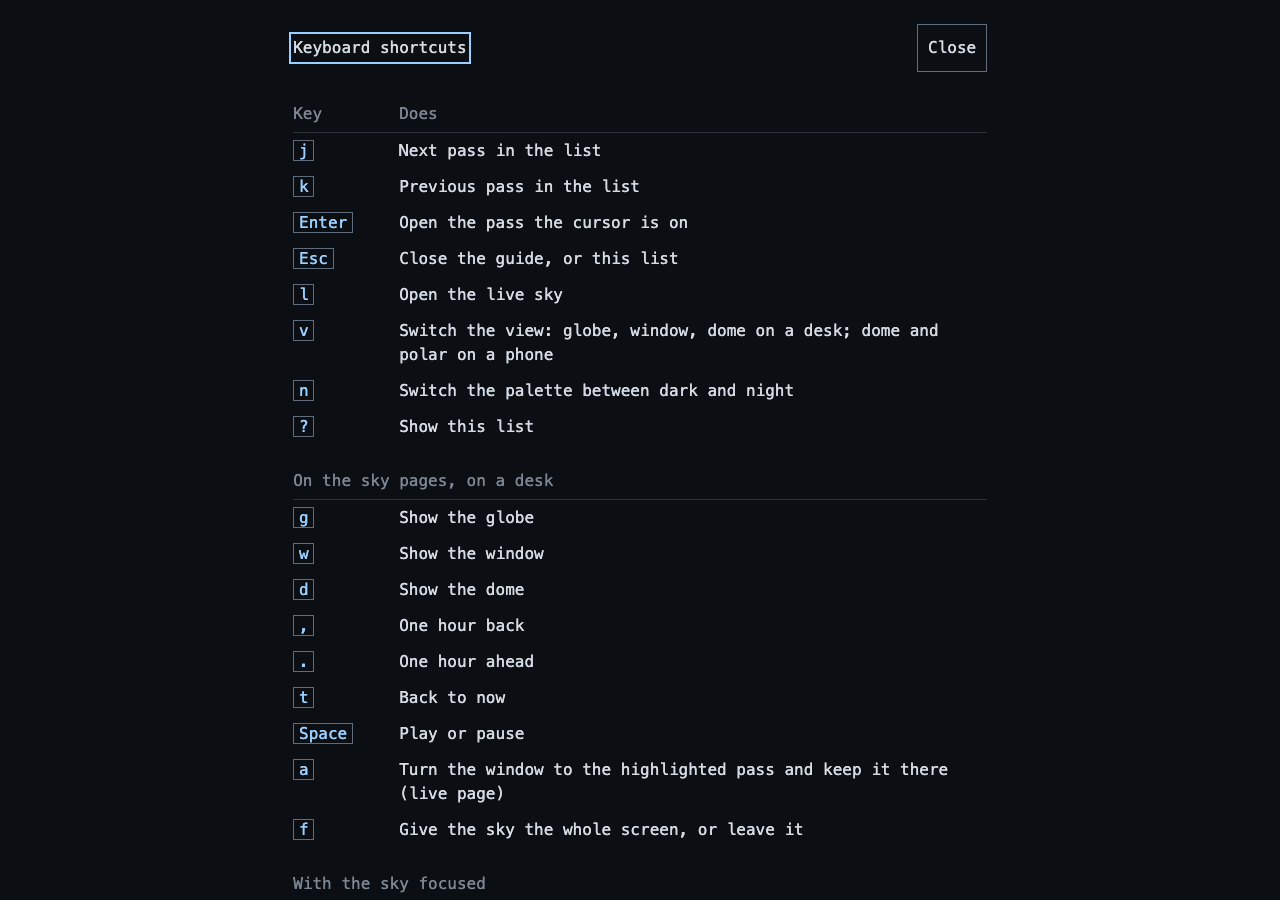 Keyboard shortcuts
Close
Key Does
j Next pass in the list
k Previous pass in the list
Enter Open the pass the cursor is on
Esc Close the guide, or this list
l Open the live sky
v Switch the view: globe, window, dome on a desk; dome and
polar on a phone
n Switch the palette between dark and night
? Show this list
On the sky pages, on a desk
g Show the globe
w Show the window
d Show the dome
, One hour back
. One hour ahead
t Back to now
Space Play or pause
a Turn the window to the highlighted pass and keep it there
(live page)
f Give the sky the whole screen, or leave it
With the sky focused